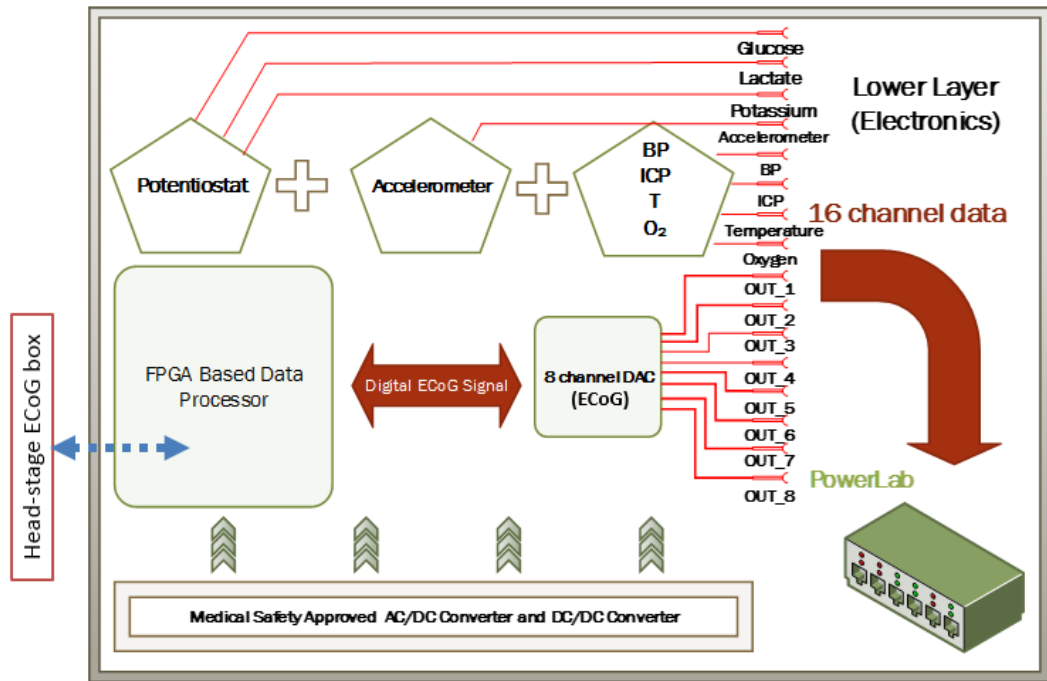 Glucose
Lactate
Potassium
Accelerometer
BP
ICP
Temperature
Oxygen
Lower Layer
(Electronics)
Potentiostat
Accelerometer
BP
ICP
T
O₂
16 channel data
OUT_1
OUT_2
OUT_3
OUT_4
OUT_5
OUT_6
OUT_7
OUT_8
Head-stage ECoG box
FPGA Based Data
Processor
Digital ECoG Signal
8 channel DAC
(ECoG)
PowerLab
Medical Safety Approved AC/DC Converter and DC/DC Converter